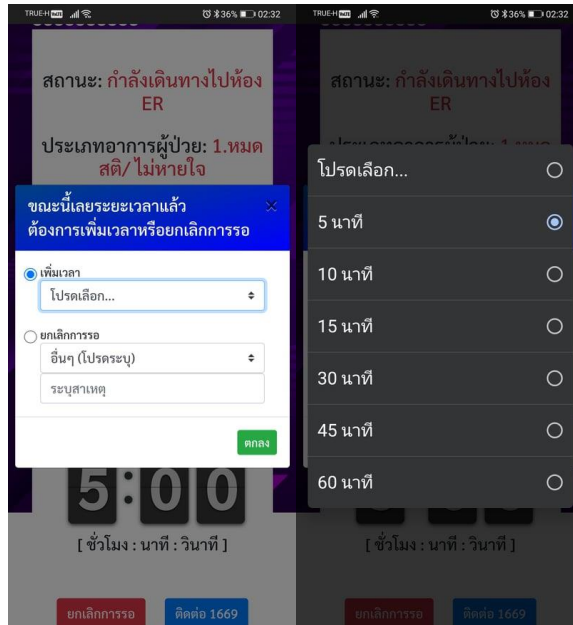 TRUE-H
36%
02:32
สถานะ: กำลังเดินทางไปห้อง
ER
ประเภทอาการผู้ป่วย: 1.หมด
สติ/ ไม่หายใจ
ขณะนี้เลยระยะเวลาแล้ว
ต้องการเพิ่มเวลาหรือยกเลิกการรอ
เพิ่มเวลา
โปรดเลือก...
ยกเลิกการรอ
อื่นๆ (โปรดระบุ)
ระบุสาเหตุ
ตกลง
5:00
[ ชั่วโมง : นาที : วินาที ]
ยกเลิกการรอ
ติดต่อ 1669
TRUE-H
36%
02:32
สถานะ: กำลังเดินทางไปห้อง
ER
โปรดเลือก...
5 นาที
10 นาที
15 นาที
30 นาที
45 นาที
60 นาที
[ ชั่วโมง : นาที : วินาที ]
ยกเลิกการรอ
ติดต่อ 1669